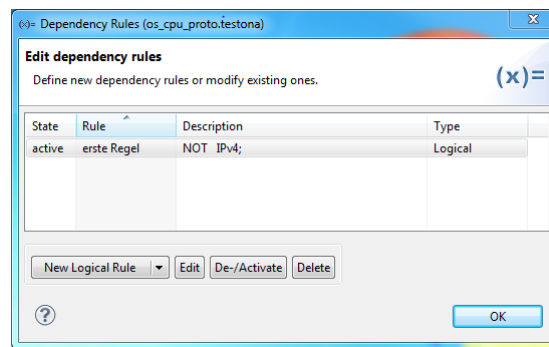 (x)= Dependency Rules (os_cpu_proto.testona)
Edit dependency rules
Define new dependency rules or modify existing ones.
(x)=
State Rule Description Type
active erste Regel NOT IPv4; Logical
New Logical Rule Edit De-/Activate Delete
? OK